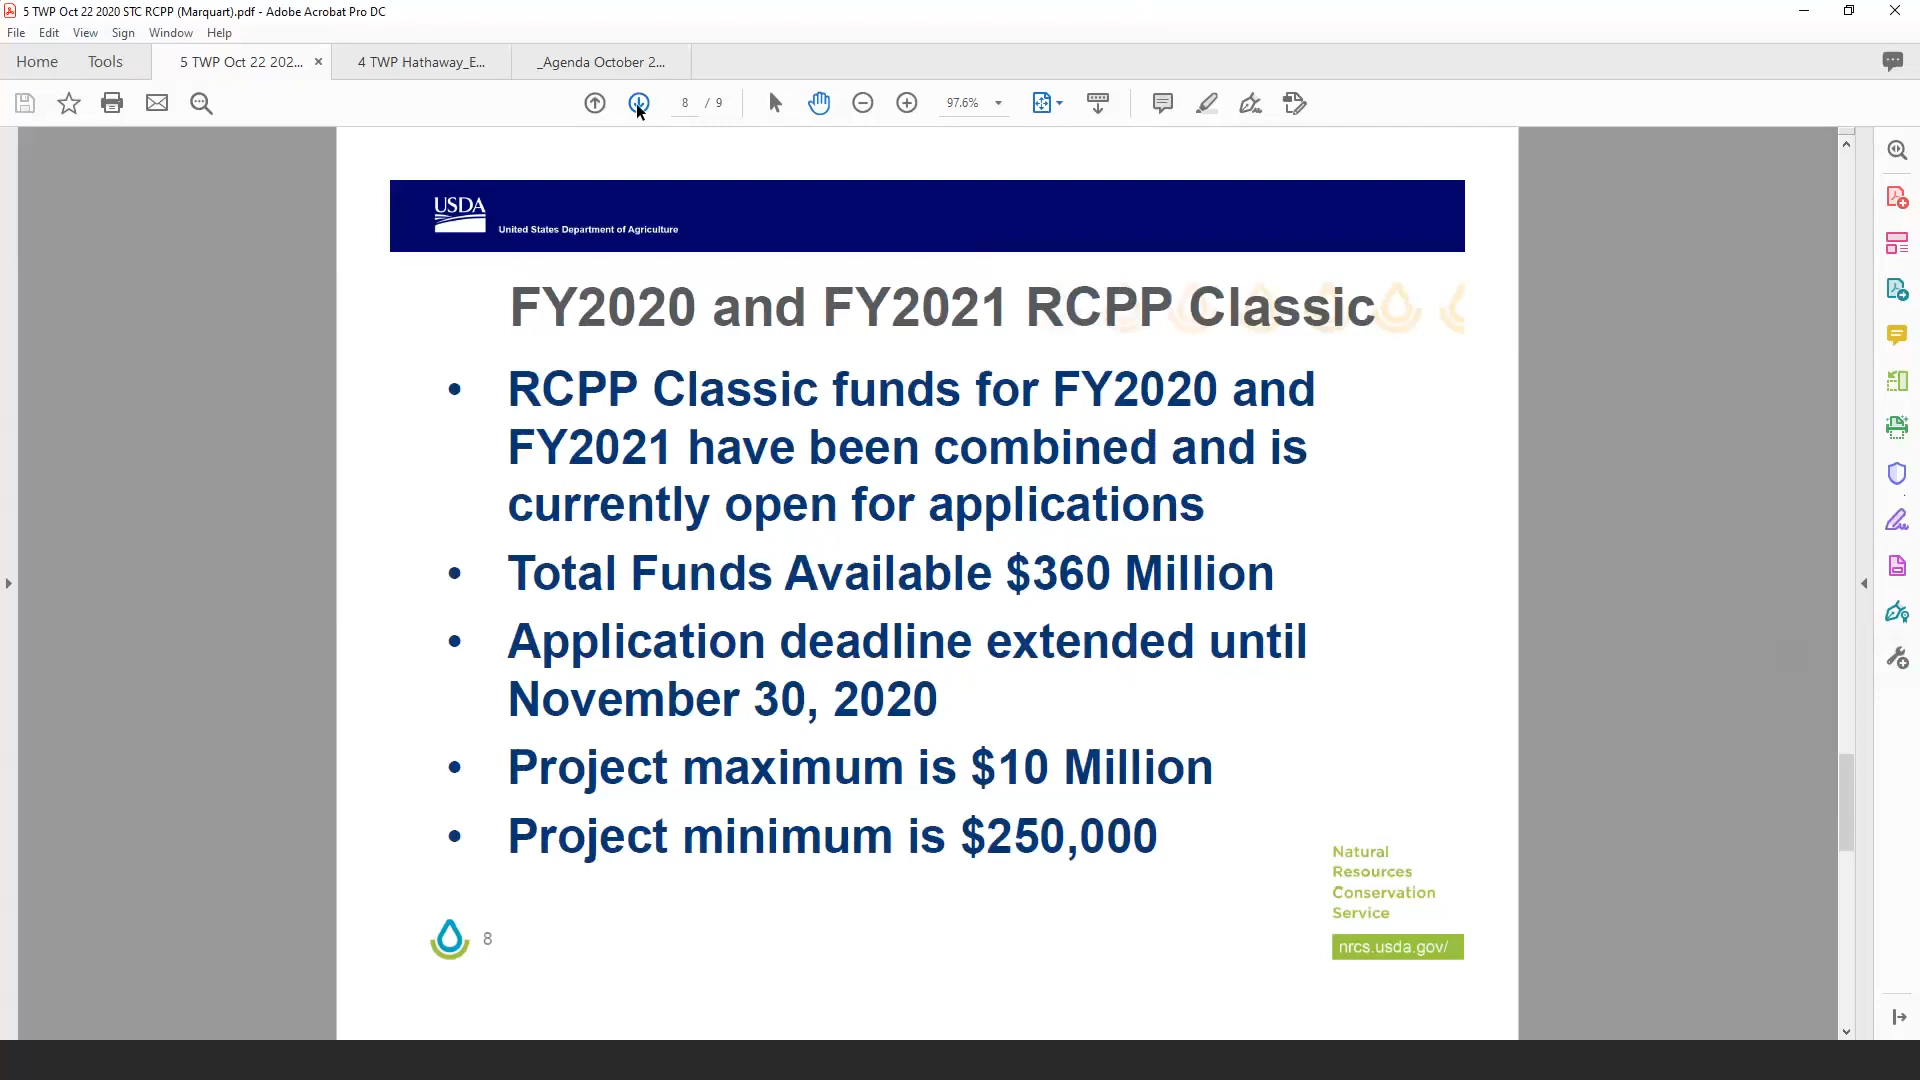 5 TWP Oct 22 2020 STC RCPP (Marquart).pdf - Adobe Acrobat Pro DC
File Edit View Sign Window Help
Home Tools 5 TWP Oct 22 202... × 4 TWP Hathaway_E... _Agenda October 2...
8 / 9 97.6%
USDA
United States Department of Agriculture
FY2020 and FY2021 RCPP Classic
• RCPP Classic funds for FY2020 and
FY2021 have been combined and is
currently open for applications
• Total Funds Available $360 Million
• Application deadline extended until
November 30, 2020
• Project maximum is $10 Million
• Project minimum is $250,000
Natural
Resources
Conservation
Service
8
nrcs.usda.gov/